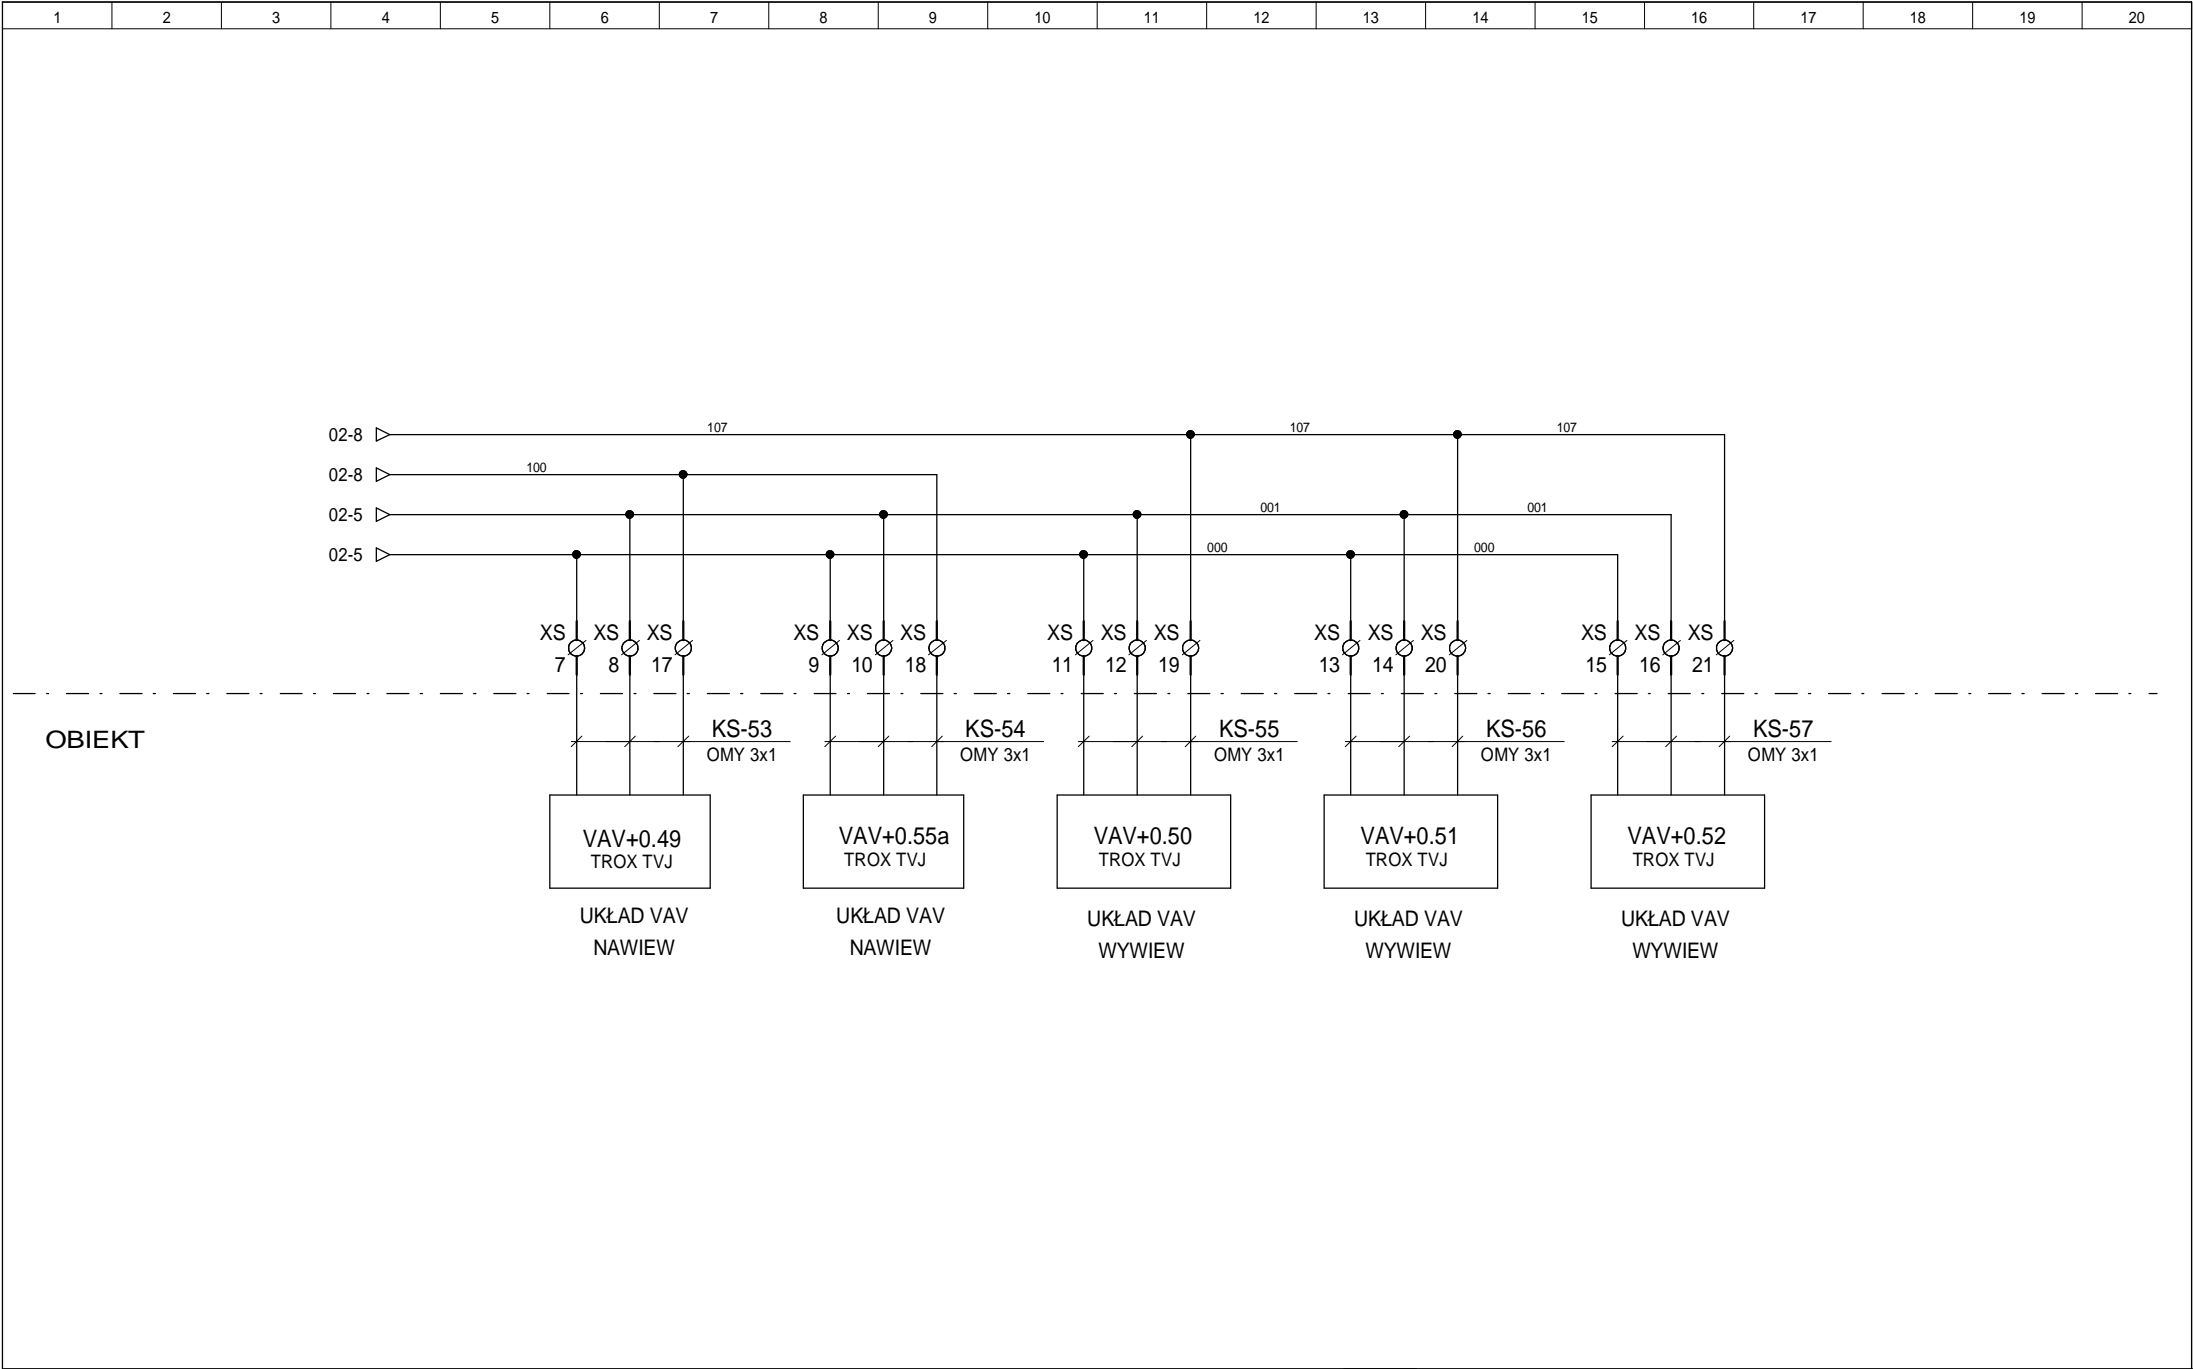 1 2 3 4 5 6 7 8 9 10 11 12 13 14 15 16 17 18 19 20
02-8 107 107 107
02-8 100
02-5 001 001
02-5 000 000
XS XS XS XS XS XS XS XS XS XS XS XS XS XS XS
7 8 17 9 10 18 11 12 19 13 14 20 15 16 21
OBIEKT
KS-53 KS-54 KS-55 KS-56 KS-57
OMY 3x1 OMY 3x1 OMY 3x1 OMY 3x1 OMY 3x1
VAV+0.49 VAV+0.55a VAV+0.50 VAV+0.51 VAV+0.52
TROX TVJ TROX TVJ TROX TVJ TROX TVJ TROX TVJ
UKŁAD VAV UKŁAD VAV UKŁAD VAV UKŁAD VAV UKŁAD VAV
NAWIEW NAWIEW WYWIEW WYWIEW WYWIEW